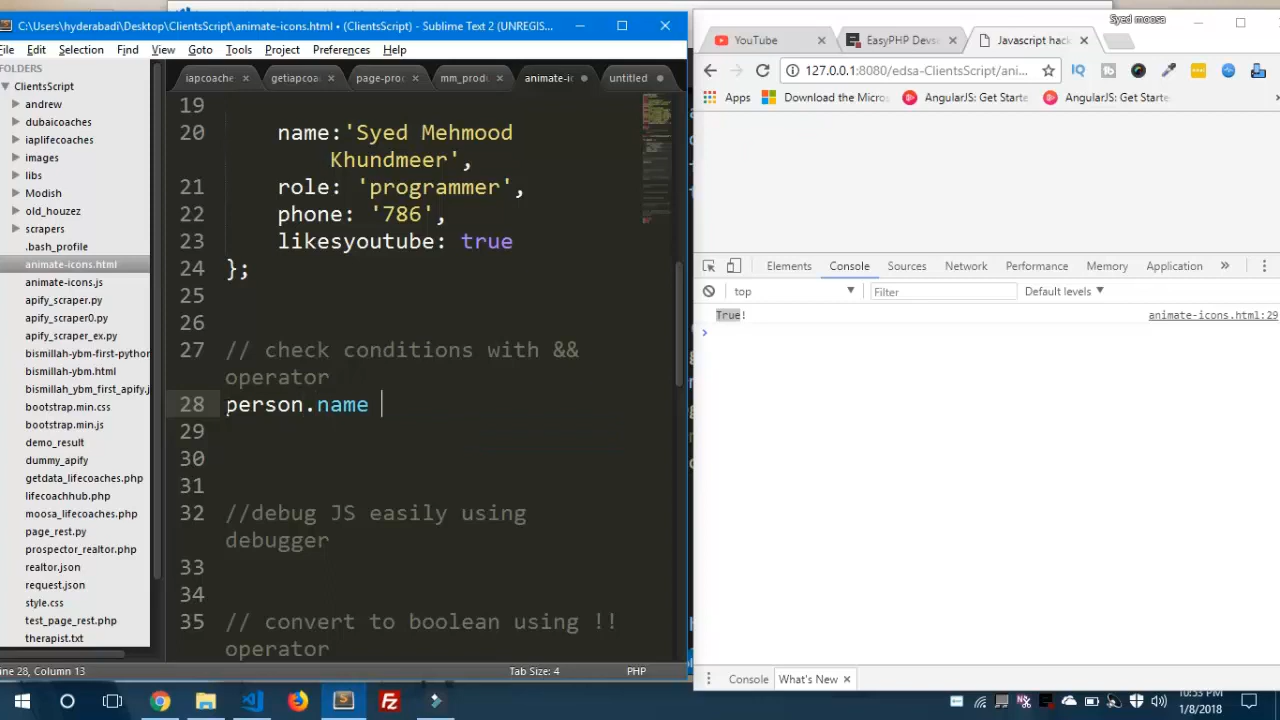 C:\Users\hyderabadi\Desktop\ClientsScript\animate-icons.html • (ClientsScript) - Sublime Text 2 (UNREGIS...
File Edit Selection Find View Goto Tools Project Preferences Help
FOLDERS
ClientsScript
andrew
dubaicoaches
iaplifecoaches
images
libs
Modish
old_houzez
scrapers
.bash_profile
animate-icons.html
animate-icons.js
apify_scraper.py
apify_scraper0.py
apify_scraper_ex.py
bismillah-ybm-first-python
bismillah-ybm.html
bismillah_ybm_first_apify.j
bootstrap.min.css
bootstrap.min.js
demo_result
dummy_apify
getdata_lifecoaches.php
lifecoachhub.php
moosa_lifecoaches.php
page_rest.py
prospector_realtor.php
realtor.json
request.json
style.css
test_page_rest.php
therapist.txt
iapcoache getiapcoac page-proc mm_prodi animate-ic untitled
19
20 name:'Syed Mehmood
Khundmeer',
21 role: 'programmer',
22 phone: '786',
23 likesyoutube: true
24 };
25
26
27 // check conditions with &&
operator
28 person.name
29
30
31
32 //debug JS easily using
debugger
33
34
35 // convert to boolean using !!
operator
Line 28, Column 13 Tab Size: 4 PHP
Syed moosa
YouTube EasyPHP Devs Javascript hack
127.0.0.1:8080/edsa-ClientsScript/ani...
Apps Download the Micros AngularJS: Get Starte AngularJS: Get Starte
Elements Console Sources Network Performance Memory Application »
top Filter Default levels
True! animate-icons.html:29
Console What's New
10:53 PM
1/8/2018